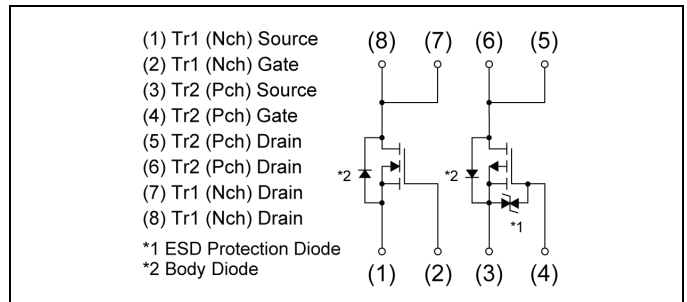 (1) Tr1 (Nch) Source
(2) Tr1 (Nch) Gate
(3) Tr2 (Pch) Source
(4) Tr2 (Pch) Gate
(5) Tr2 (Pch) Drain
(6) Tr2 (Pch) Drain
(7) Tr1 (Nch) Drain
(8) Tr1 (Nch) Drain
*1 ESD Protection Diode
*2 Body Diode
(8) (7) (6) (5)
*2 *2
*1
(1) (2) (3) (4)